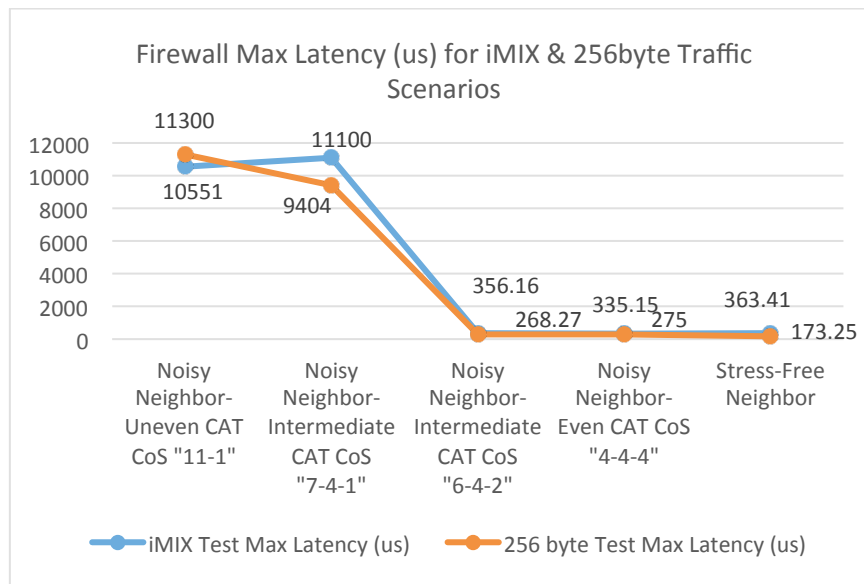 Firewall Max Latency (us) for iMIX & 256byte Traffic
Scenarios
11300
11100
12000
10000
10551
9404
8000
6000
4000
356.16
335.15
363.41
2000
268.27
275
173.25
0
Noisy
Neighbor-
Uneven CAT
CoS "11-1"
Noisy
Neighbor-
Intermediate
CAT CoS
"7-4-1"
Noisy
Neighbor-
Intermediate
CAT CoS
"6-4-2"
Noisy
Neighbor-
Even CAT CoS
"4-4-4"
Stress-Free
Neighbor
iMIX Test Max Latency (us)
256 byte Test Max Latency (us)